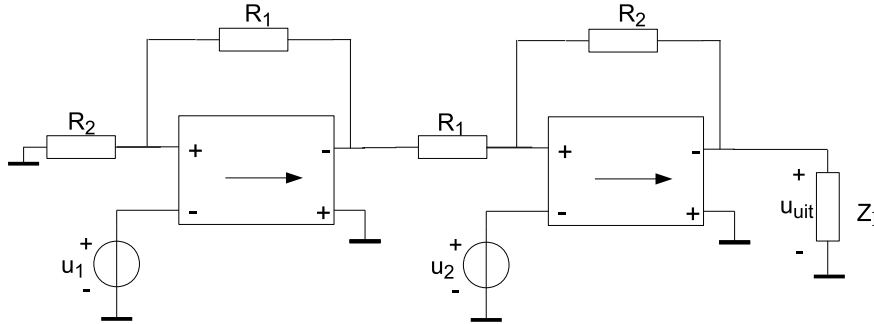 R1
R2
R2
R1
+
-
+
-
-
+
-
+
+
uuit
-
u1
+
-
u2
+
-